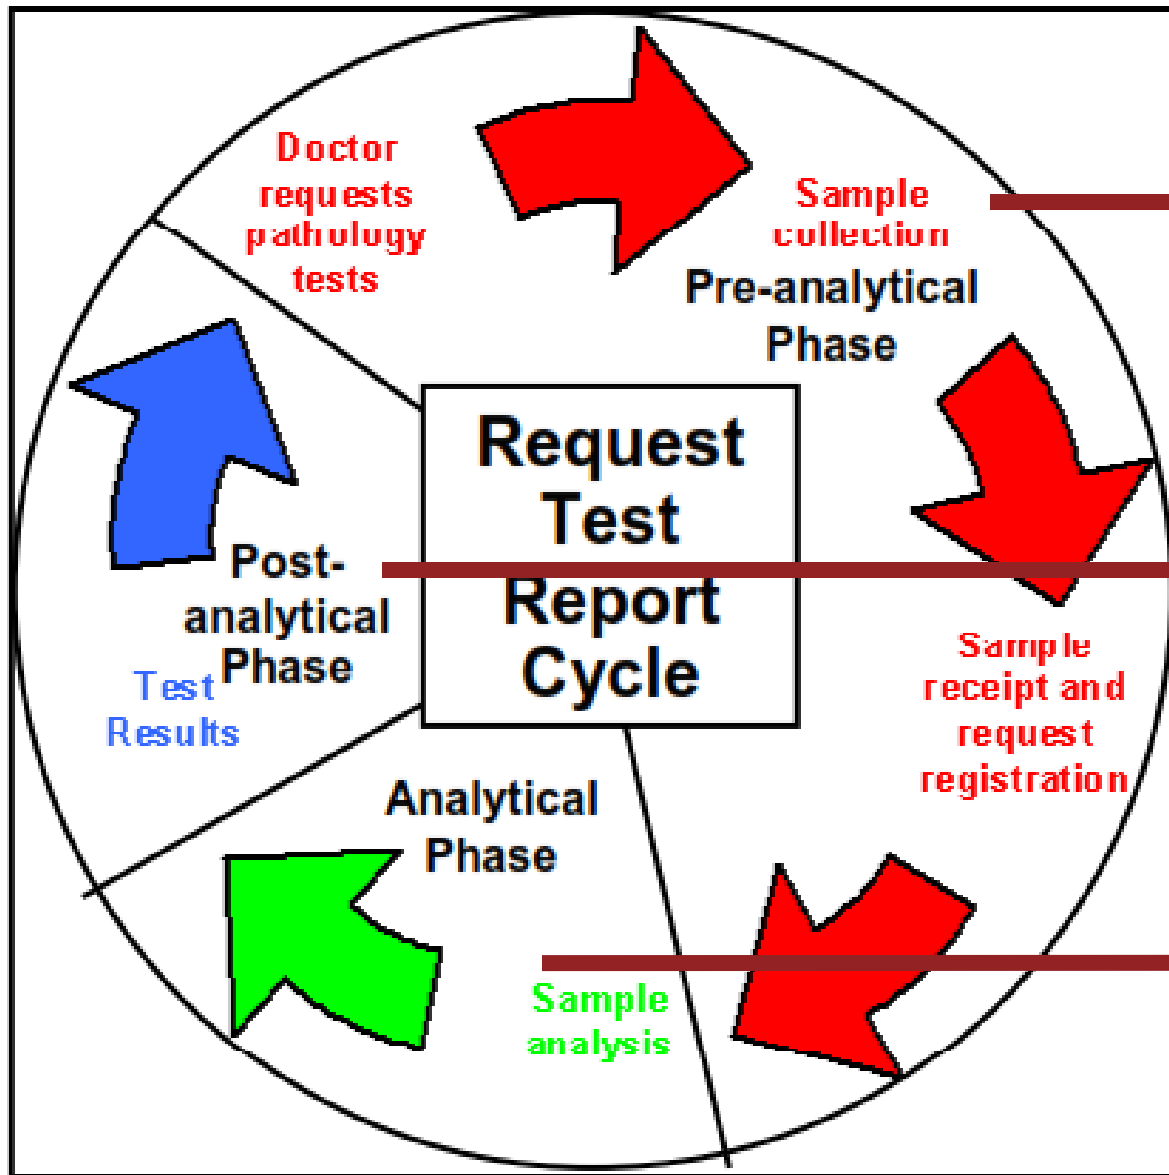 Doctor
requests
pathology
tests
Sample
collection
Pre-analytical
Phase
Request
Test
Report
Cycle
Post-
analytical
Phase
Test
Results
Sample
receipt and
request
registration
Analytical
Phase
Sample
analysis